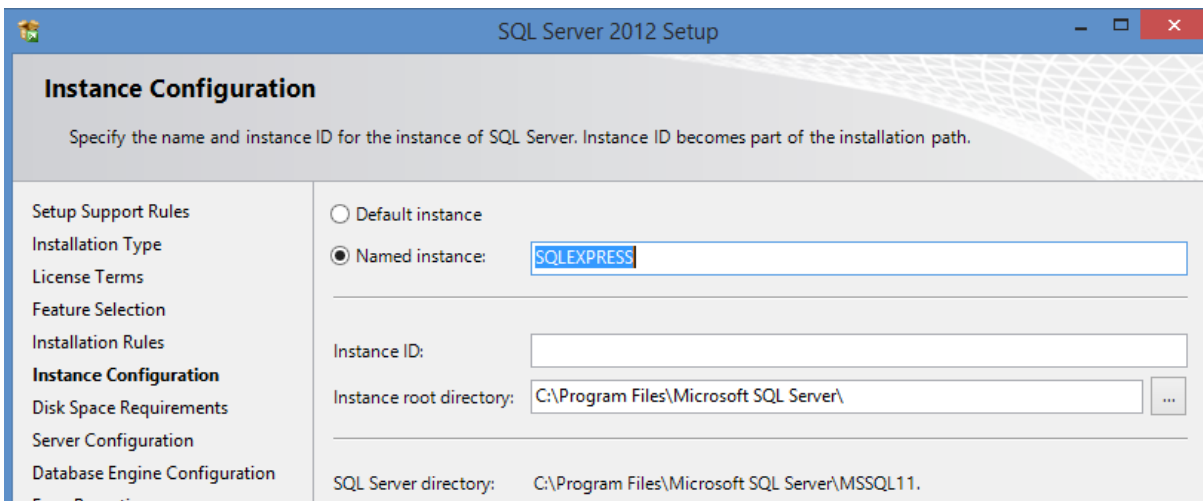 SQL Server 2012 Setup
Instance Configuration
Specify the name and instance ID for the instance of SQL Server. Instance ID becomes part of the installation path.
Setup Support Rules
Installation Type
License Terms
Feature Selection
Installation Rules
Instance Configuration
Disk Space Requirements
Server Configuration
Database Engine Configuration
Default instance
Named instance: SQLEXPRESS
Instance ID:
Instance root directory: C:\Program Files\Microsoft SQL Server\ ...
SQL Server directory: C:\Program Files\Microsoft SQL Server\MSSQL11.